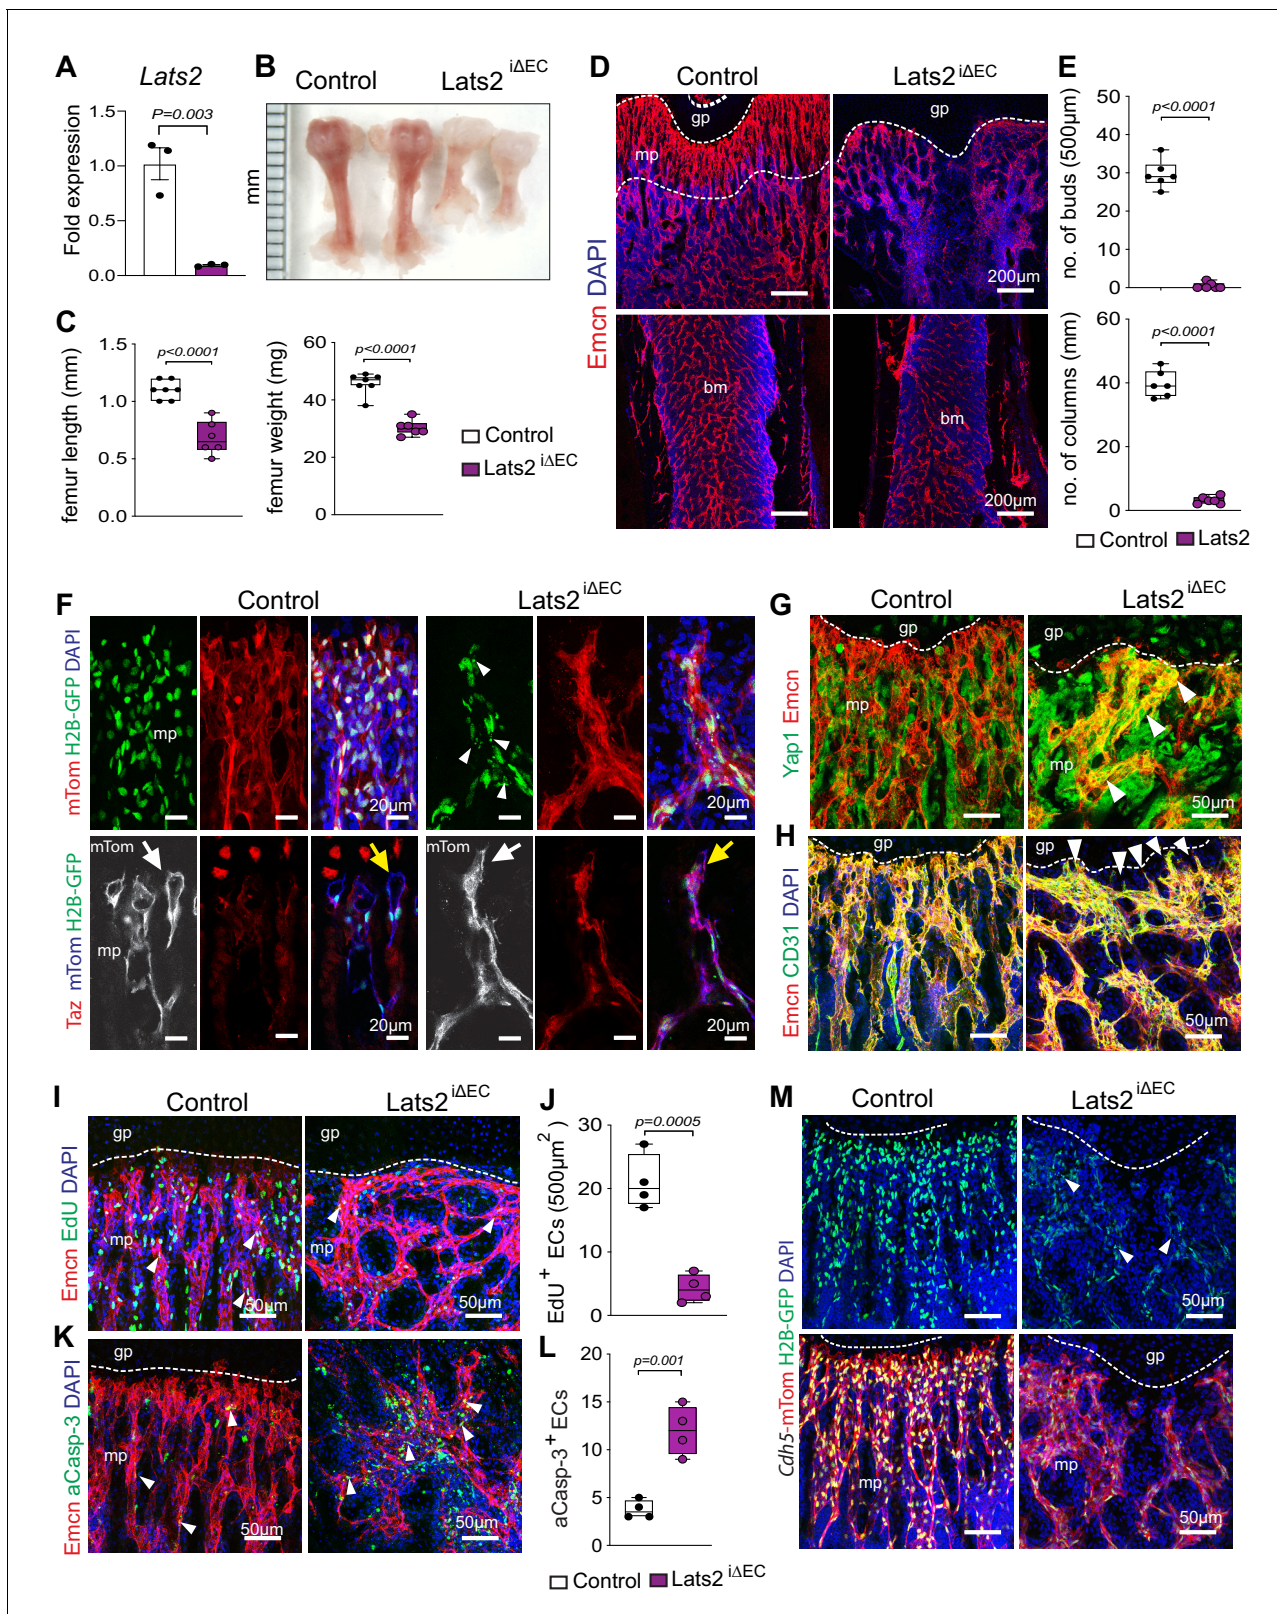 A
Lats2
Fold expression
1.5
1.0
0.5
0.0
P=0.003
B
Control
Lats2 iΔEC
mm
C
femur length (mm)
1.5
1.0
0.5
0.0
p<0.0001
femur weight (mg)
60
40
20
0
p<0.0001
Control
Lats2 iΔEC
D
Control
Lats2 iΔEC
Emcn DAPI
gp
mp
gp
200µm
bm
bm
200µm
E
no. of buds (500µm)
50
40
30
20
10
0
p<0.0001
no. of columns (mm)
60
40
20
0
p<0.0001
Control
Lats2
F
Control
Lats2 iΔEC
mTom H2B-GFP DAPI
mp
20µm
20µm
Taz mTom H2B-GFP
mTom
mp
20µm
mTom
20µm
G
Control
Lats2 iΔEC
Yap1 Emcn
gp
mp
gp
mp
50µm
H
Emcn CD31 DAPI
gp
mp
gp
50µm
I
Control
Lats2 iΔEC
Emcn EdU DAPI
gp
mp
50µm
gp
mp
50µm
J
EdU+ ECs (500µm2)
30
20
10
0
p=0.0005
K
Emcn aCasp-3 DAPI
gp
mp
50µm
50µm
L
aCasp-3+ ECs
20
15
10
5
0
p=0.001
Control
Lats2 iΔEC
M
Control
Lats2 iΔEC
Cdh5-mTom H2B-GFP DAPI
50µm
mp
gp
mp
50µm